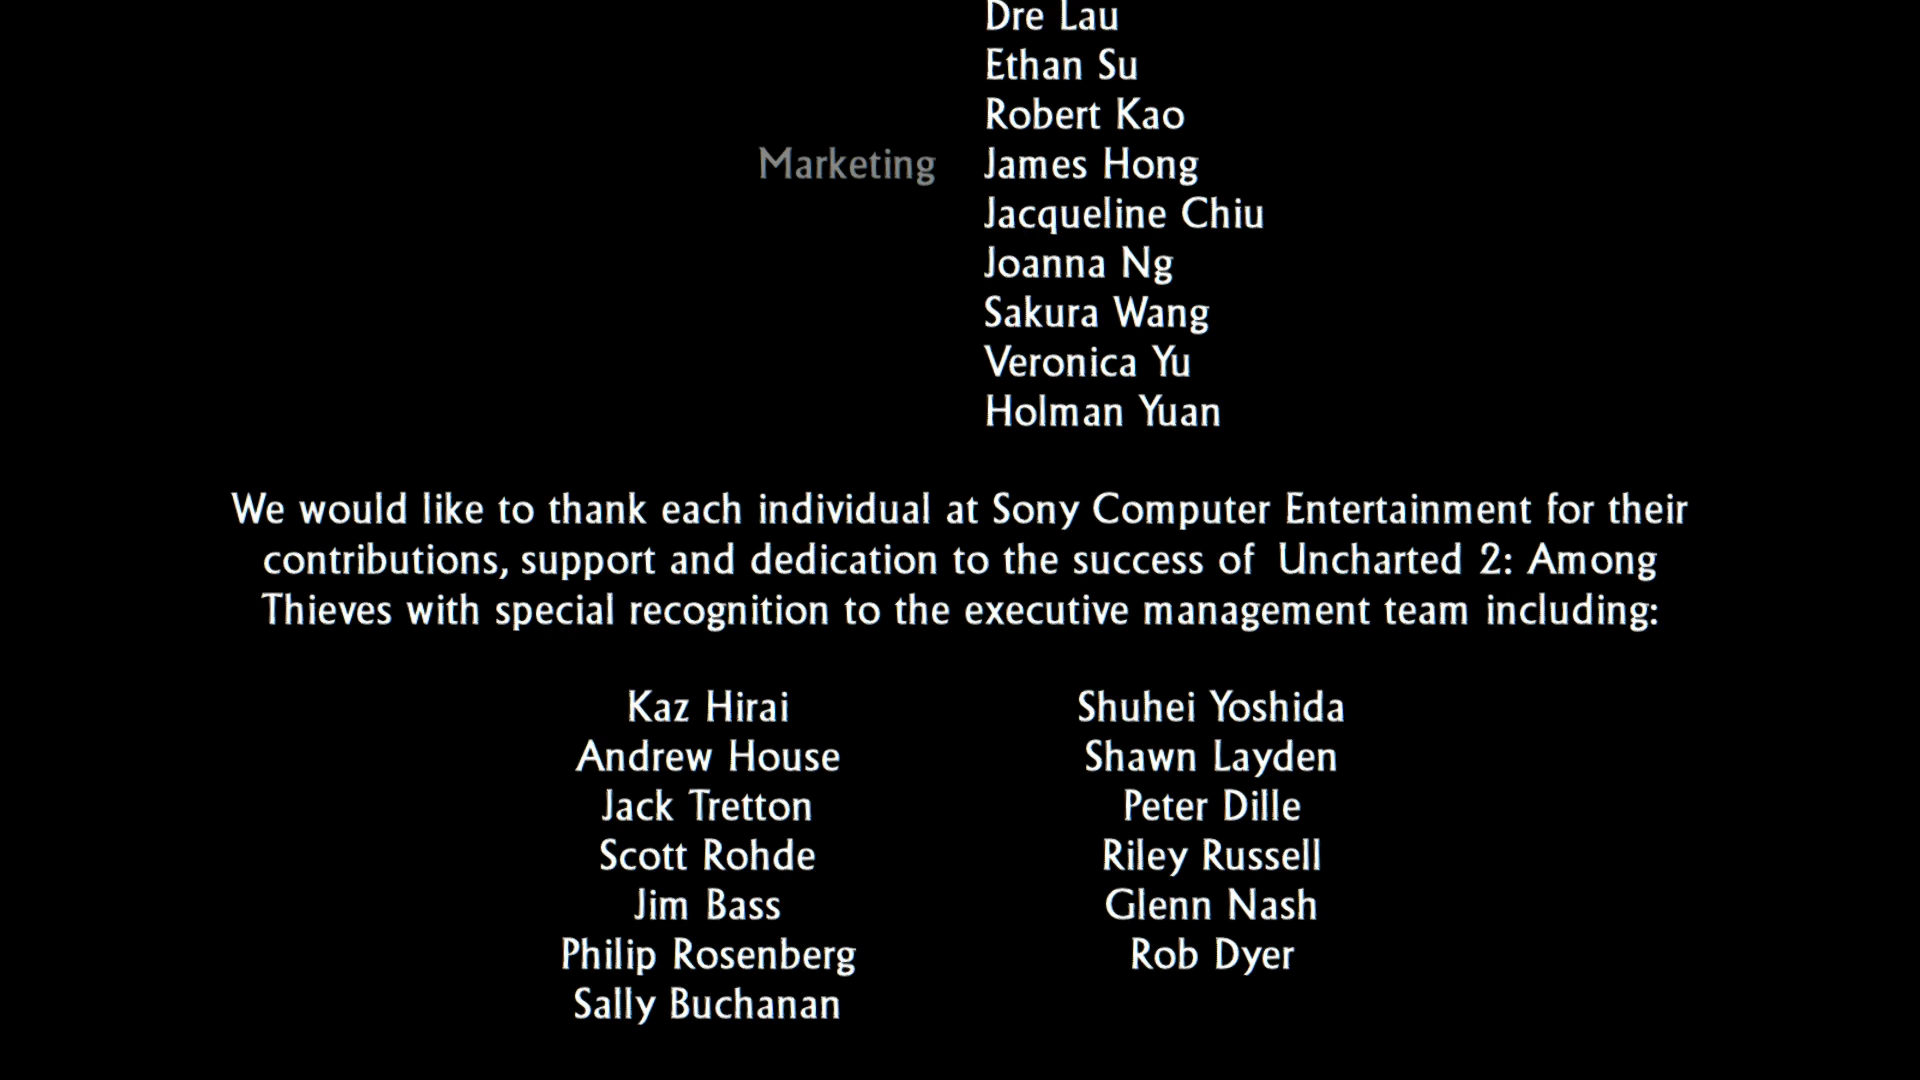 Dre Lau
Ethan Su
Robert Kao
Marketing James Hong
Jacqueline Chiu
Joanna Ng
Sakura Wang
Veronica Yu
Holman Yuan
We would like to thank each individual at Sony Computer Entertainment for their
contributions, support and dedication to the success of Uncharted 2: Among
Thieves with special recognition to the executive management team including:
Kaz Hirai Shuhei Yoshida
Andrew House Shawn Layden
Jack Tretton Peter Dille
Scott Rohde Riley Russell
Jim Bass Glenn Nash
Philip Rosenberg Rob Dyer
Sally Buchanan